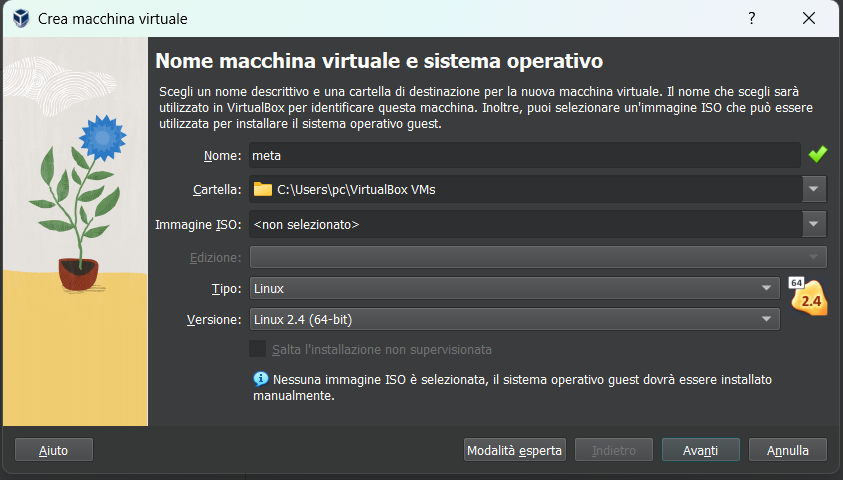 Crea macchina virtuale
?
Nome macchina virtuale e sistema operativo
Scegli un nome descrittivo e una cartella di destinazione per la nuova macchina virtuale. Il nome che scegli sarà
utilizzato in VirtualBox per identificare questa macchina. Inoltre, puoi selezionare un'immagine ISO che può essere
utilizzata per installare il sistema operativo guest.
Nome: meta
Cartella: C:\Users\pc\VirtualBox VMs
Immagine ISO: <non selezionato>
Edizione:
Tipo: Linux
64
2.4
Versione: Linux 2.4 (64-bit)
Salta l'installazione non supervisionata
Nessuna immagine ISO è selezionata, il sistema operativo guest dovrà essere installato
manualmente.
Aiuto Modalità esperta Indietro Avanti Annulla